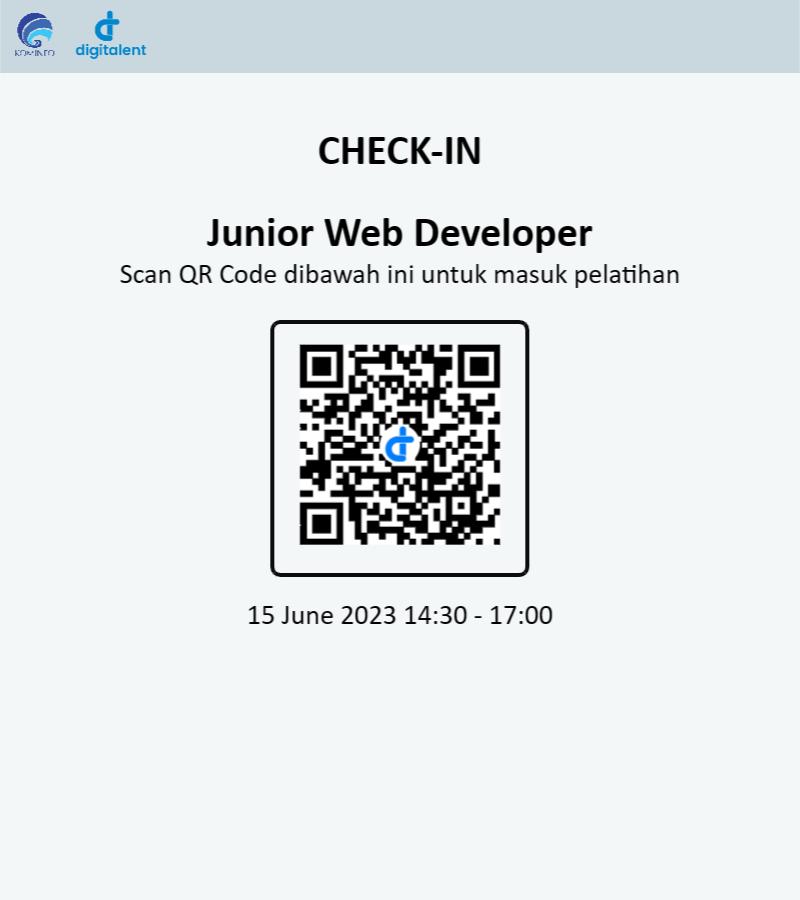 KOMINFO
digitalent
CHECK-IN
Junior Web Developer
Scan QR Code dibawah ini untuk masuk pelatihan
15 June 2023 14:30 - 17:00